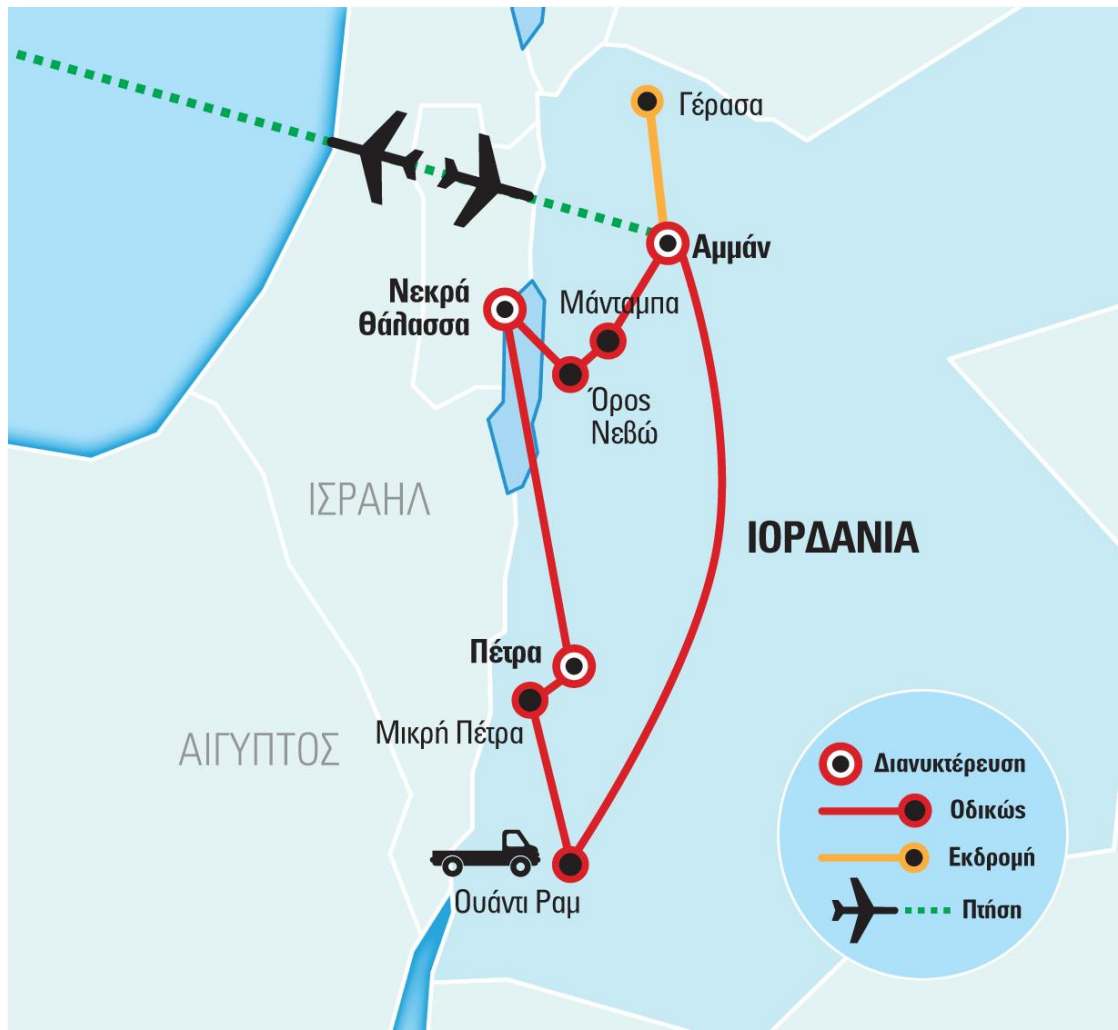 Γέρασα
Αμμάν
Νεκρά
Θάλασσα
Μάνταμπα
Όρος
Νεβώ
ΙΣΡΑΗΛ
ΙΟΡΔΑΝΙΑ
Πέτρα
Μικρή Πέτρα
ΑΙΓΥΠΤΟΣ
Ουάντι Ραμ
Διανυκτέρευση
Οδικώς
Εκδρομή
Πτήση